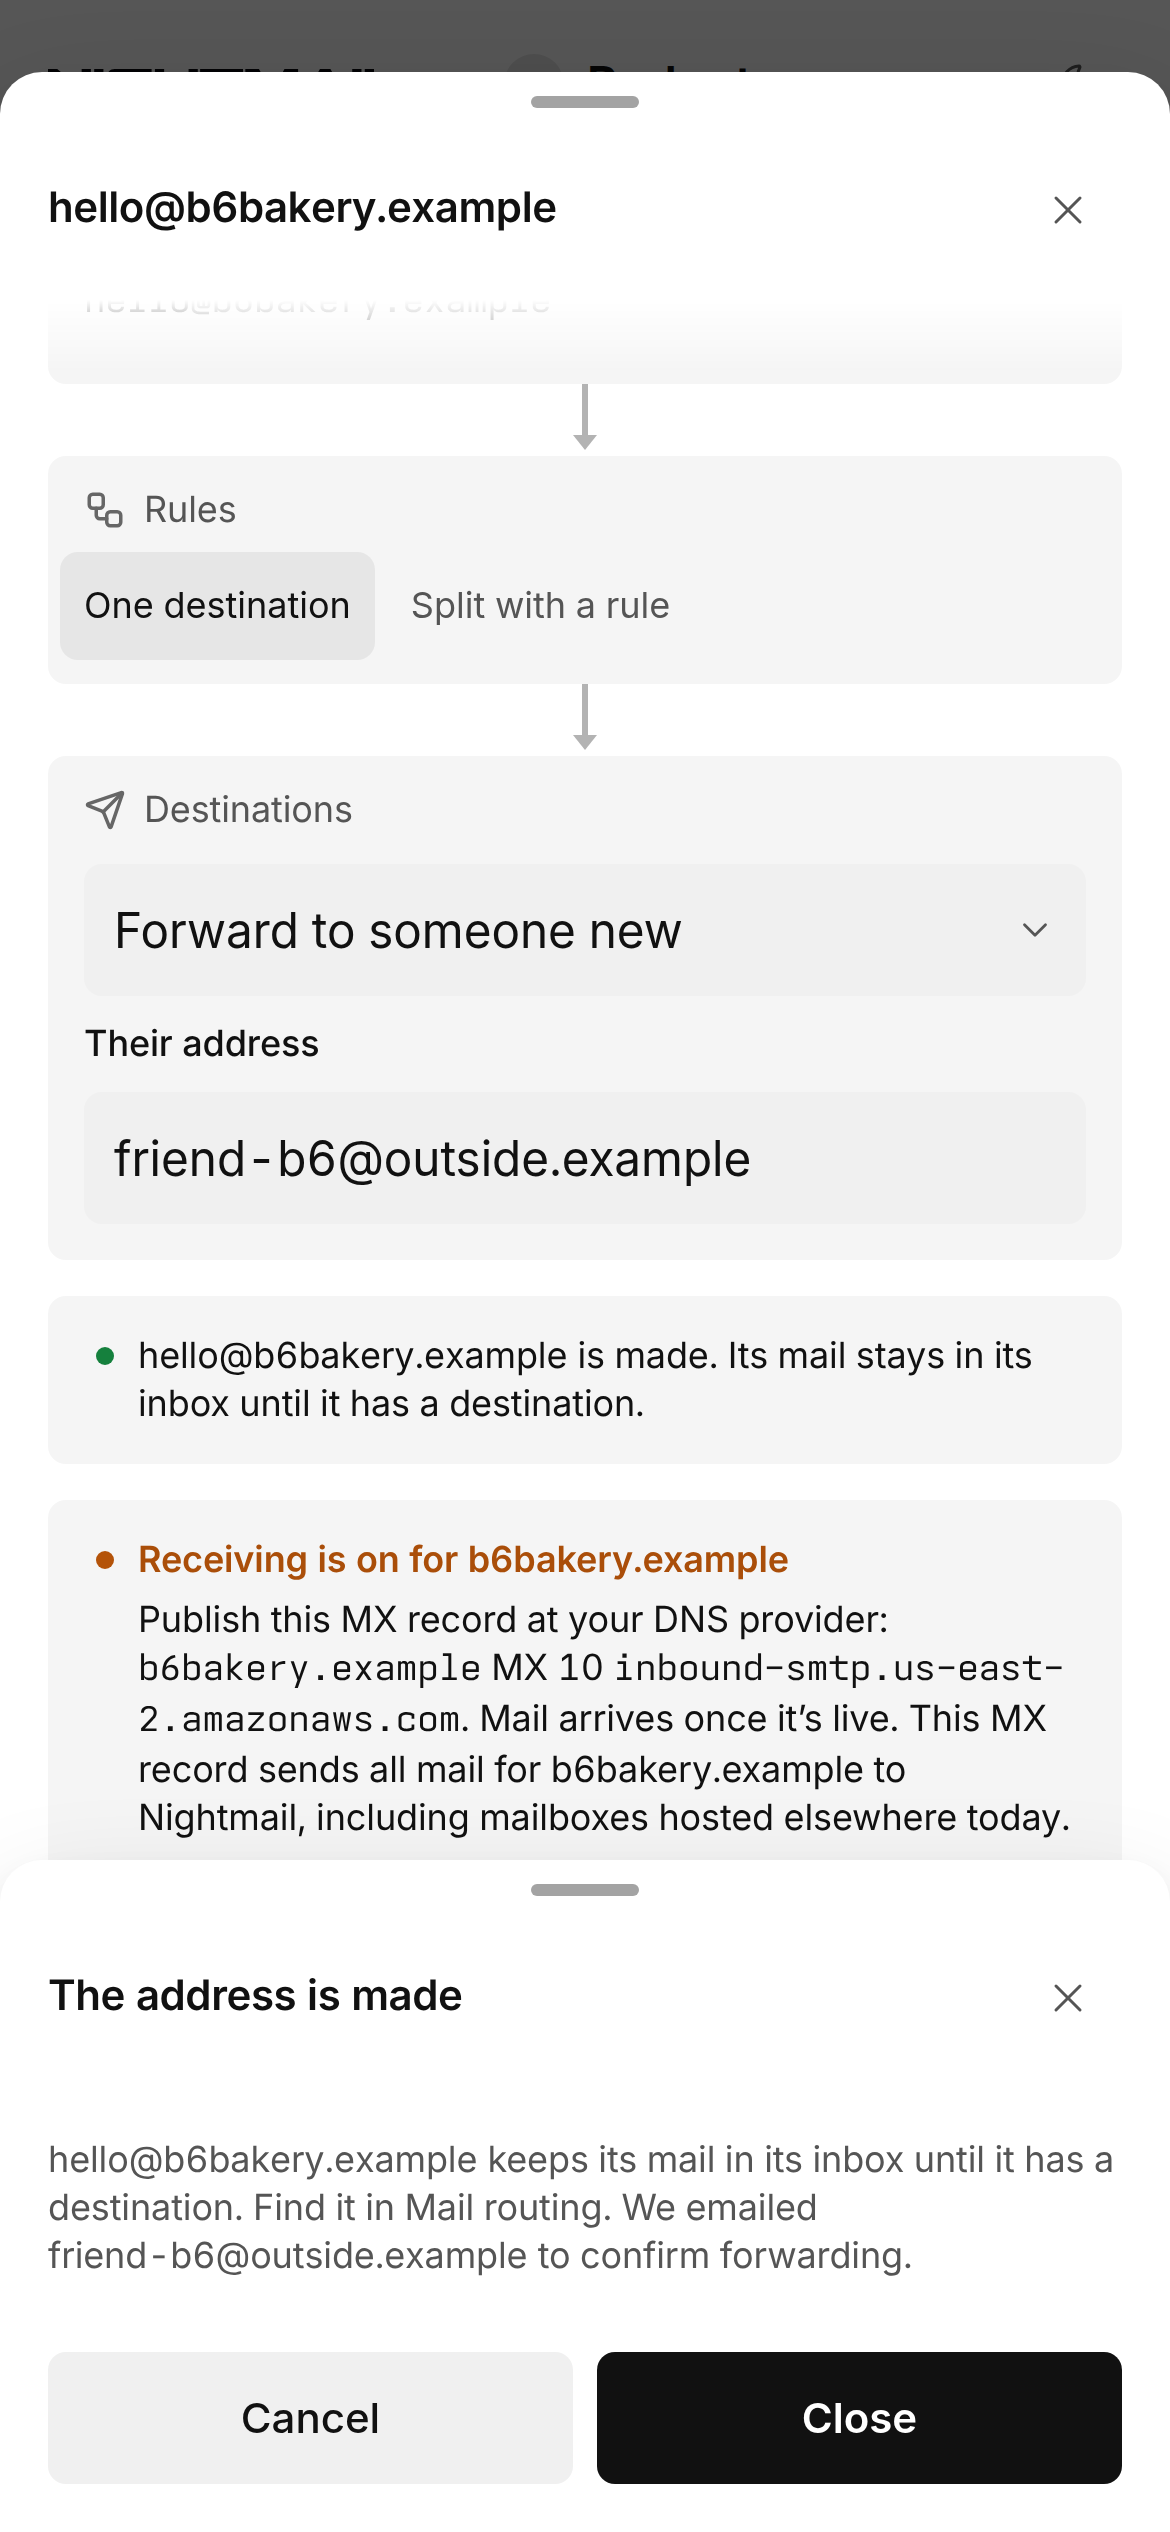 hello@b6bakery.example
hello@b6bakery.example
Rules
One destination
Split with a rule
Destinations
Forward to someone new
Their address
friend-b6@outside.example
hello@b6bakery.example is made. Its mail stays in its
inbox until it has a destination.
Receiving is on for b6bakery.example
Publish this MX record at your DNS provider:
b6bakery.example MX 10 inbound-smtp.us-east-
2.amazonaws.com. Mail arrives once it’s live. This MX
record sends all mail for b6bakery.example to
Nightmail, including mailboxes hosted elsewhere today.
The address is made
hello@b6bakery.example keeps its mail in its inbox until it has a
destination. Find it in Mail routing. We emailed
friend-b6@outside.example to confirm forwarding.
Cancel
Close